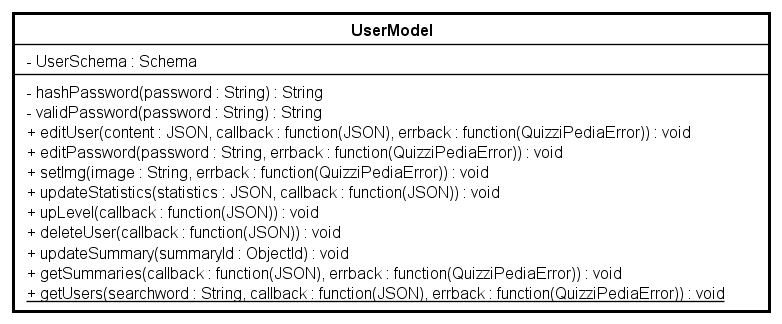 UserModel
- UserSchema : Schema
- hashPassword(password : String) : String
- validPassword(password : String) : String
+ editUser(content : JSON, callback : function(JSON), errback : function(QuizziPediaError)) : void
+ editPassword(password : String, errback : function(QuizziPediaError)) : void
+ setImg(image : String, errback : function(QuizziPediaError)) : void
+ updateStatistics(statistics : JSON, callback : function(JSON)) : void
+ upLevel(callback : function(JSON)) : void
+ deleteUser(callback : function(JSON)) : void
+ updateSummary(summaryId : ObjectId) : void
+ getSummaries(callback : function(JSON), errback : function(QuizziPediaError)) : void
+ getUsers(searchword : String, callback : function(JSON), errback : function(QuizziPediaError)) : void